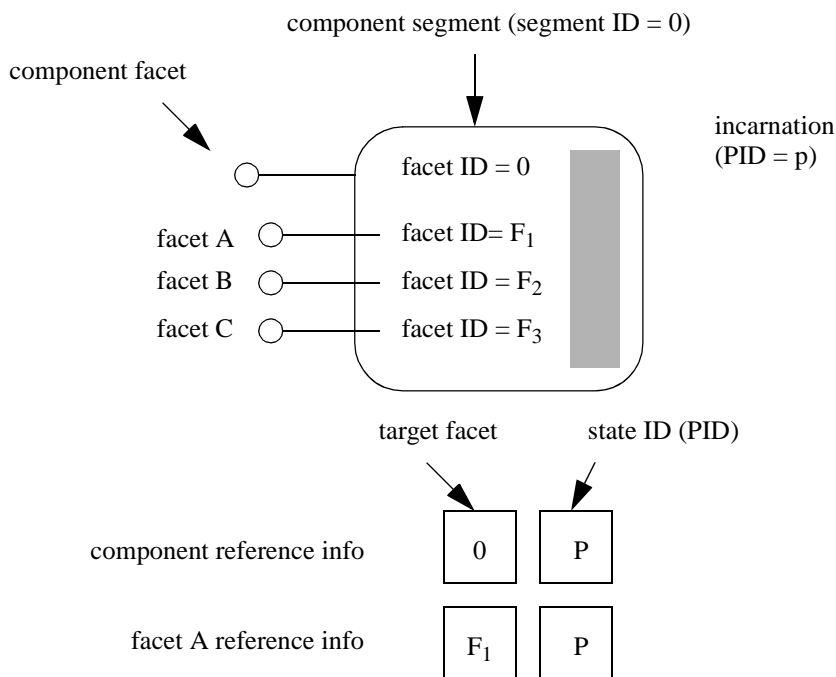 component segment (segment ID = 0)
component facet
incarnation
(PID = p)
facet ID = 0
facet A
facet ID= F1
facet B
facet ID = F2
facet C
facet ID = F3
target facet
state ID (PID)
component reference info
0
P
facet A reference info
F1
P